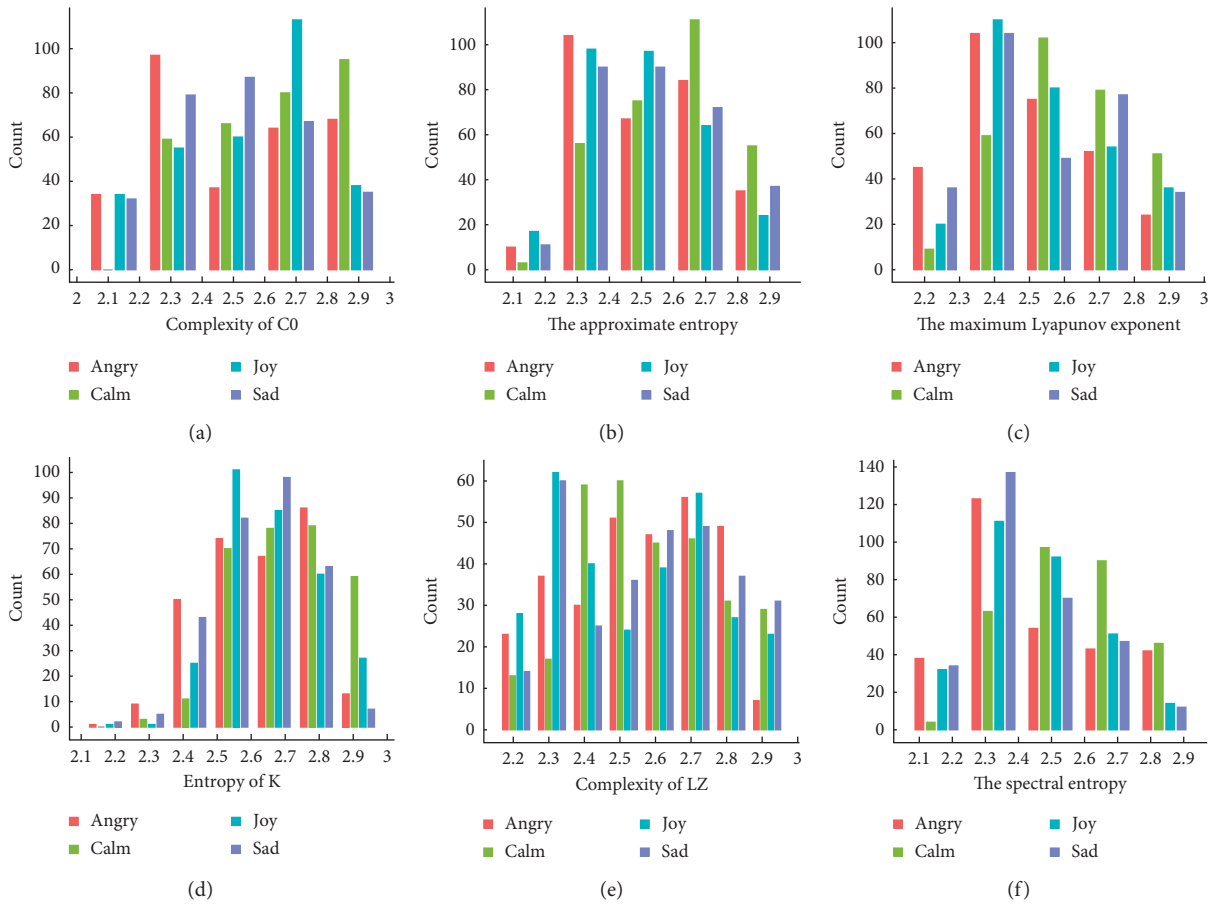 100
80
60
40
20
0
Count
2 2.1 2.2 2.3 2.4 2.5 2.6 2.7 2.8 2.9 3
Complexity of C0
Angry Joy
Calm Sad
(a)
100
80
60
40
20
0
Count
2.1 2.2 2.3 2.4 2.5 2.6 2.7 2.8 2.9
The approximate entropy
Angry Joy
Calm Sad
(b)
100
80
60
40
20
0
Count
2.2 2.3 2.4 2.5 2.6 2.7 2.8 2.9 3
The maximum Lyapunov exponent
Angry Joy
Calm Sad
(c)
100
90
80
70
60
50
40
30
20
10
0
Count
2.1 2.2 2.3 2.4 2.5 2.6 2.7 2.8 2.9 3
Entropy of K
Angry Joy
Calm Sad
(d)
60
50
40
30
20
10
0
Count
2.2 2.3 2.4 2.5 2.6 2.7 2.8 2.9 3
Complexity of LZ
Angry Joy
Calm Sad
(e)
140
120
100
80
60
40
20
0
Count
2.1 2.2 2.3 2.4 2.5 2.6 2.7 2.8 2.9
The spectral entropy
Angry Joy
Calm Sad
(f)